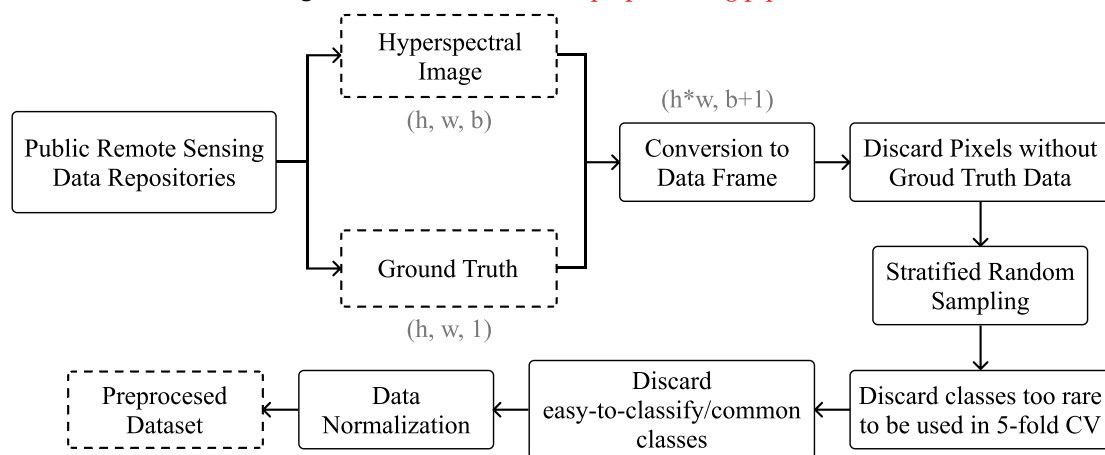 Hyperspectral
Image
(h, w, b)
Public Remote Sensing
Data Repositories
Ground Truth
(h, w, 1)
(h*w, b+1)
Conversion to
Data Frame
Discard Pixels without
Groud Truth Data
Stratified Random
Sampling
Discard classes too rare
to be used in 5-fold CV
Discard
easy-to-classify/common
classes
Data
Normalization
Preprocesed
Dataset